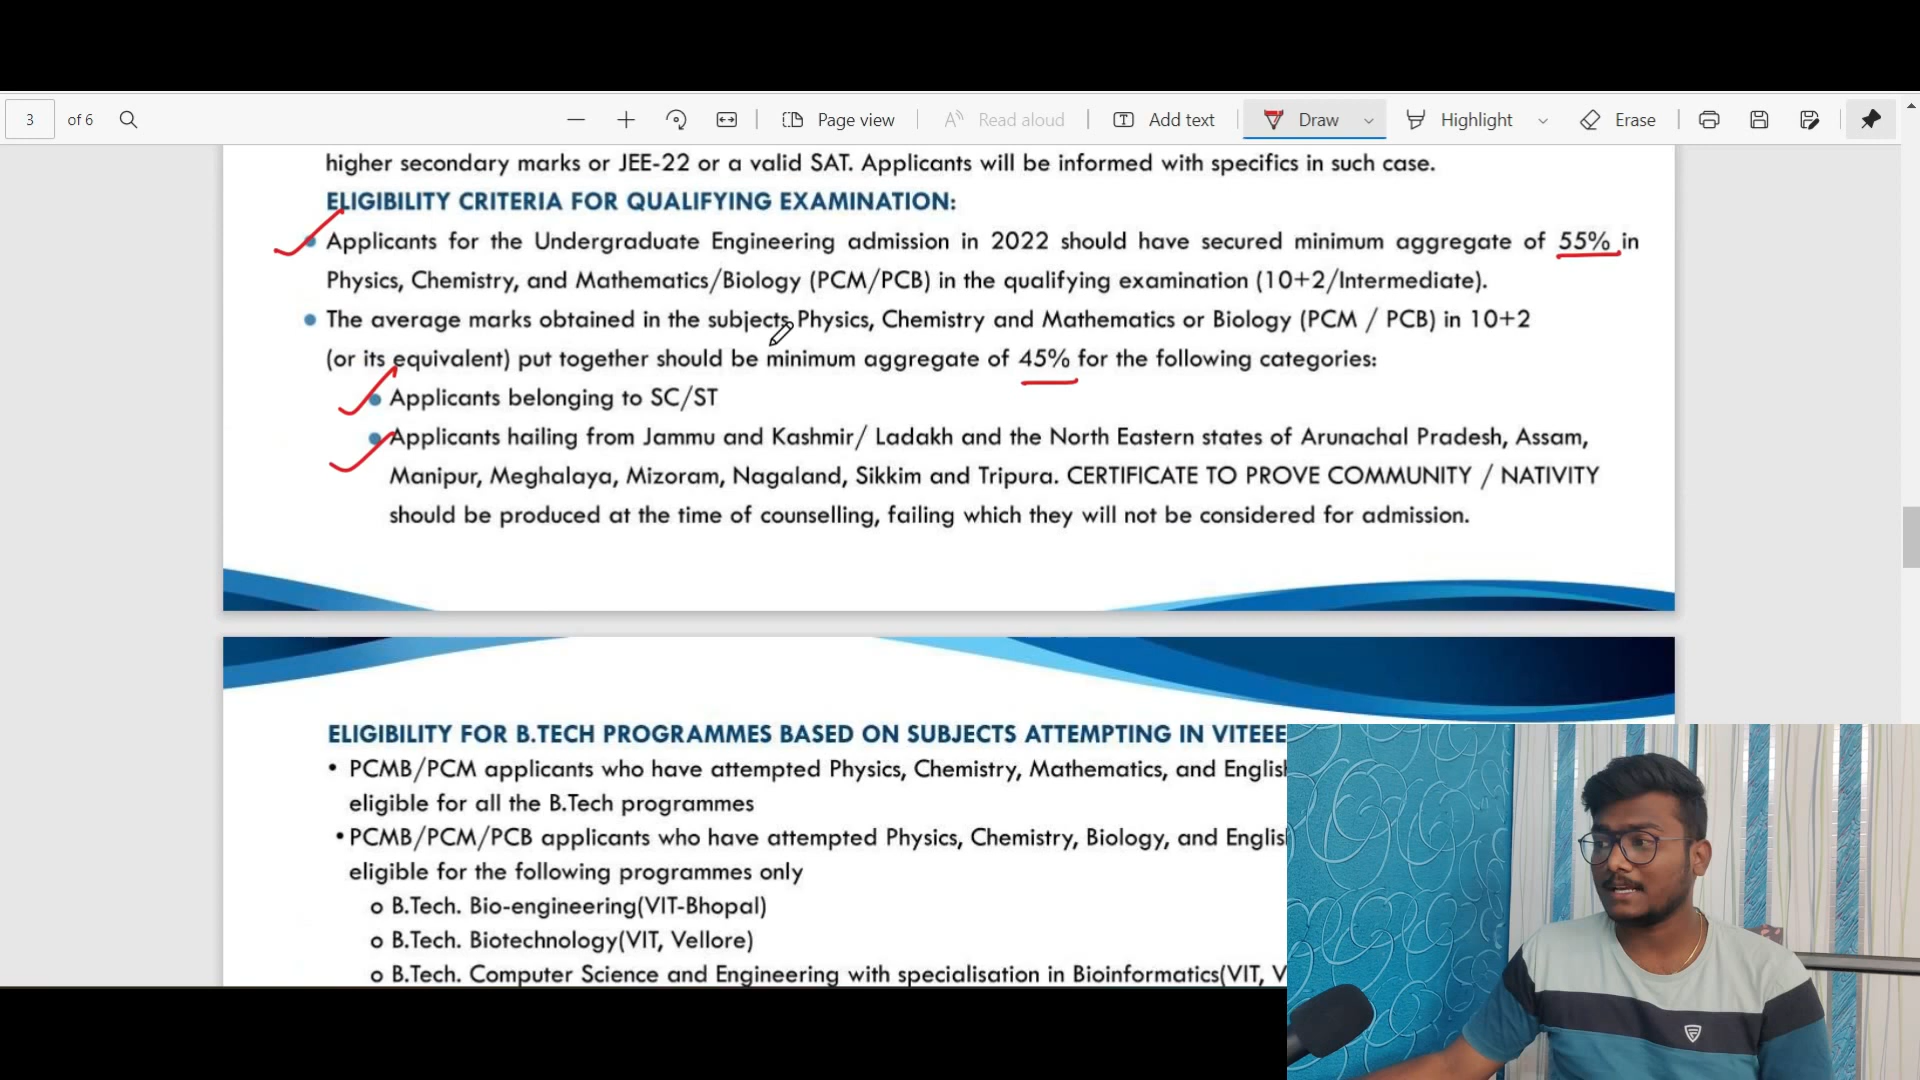 3 of 6 Page view Read aloud Add text Draw Highlight Erase
higher secondary marks or JEE-22 or a valid SAT. Applicants will be informed with specifics in such case.
ELIGIBILITY CRITERIA FOR QUALIFYING EXAMINATION:
• Applicants for the Undergraduate Engineering admission in 2022 should have secured minimum aggregate of 55% in
Physics, Chemistry, and Mathematics/Biology (PCM/PCB) in the qualifying examination (10+2/Intermediate).
• The average marks obtained in the subjects Physics, Chemistry and Mathematics or Biology (PCM / PCB) in 10+2
(or its equivalent) put together should be minimum aggregate of 45% for the following categories:
• Applicants belonging to SC/ST
• Applicants hailing from Jammu and Kashmir/ Ladakh and the North Eastern states of Arunachal Pradesh, Assam,
Manipur, Meghalaya, Mizoram, Nagaland, Sikkim and Tripura. CERTIFICATE TO PROVE COMMUNITY / NATIVITY
should be produced at the time of counselling, failing which they will not be considered for admission.
ELIGIBILITY FOR B.TECH PROGRAMMES BASED ON SUBJECTS ATTEMPTING IN VITEEE
• PCMB/PCM applicants who have attempted Physics, Chemistry, Mathematics, and English
eligible for all the B.Tech programmes
• PCMB/PCM/PCB applicants who have attempted Physics, Chemistry, Biology, and English
eligible for the following programmes only
o B.Tech. Bio-engineering(VIT-Bhopal)
o B.Tech. Biotechnology(VIT, Vellore)
o B.Tech. Computer Science and Engineering with specialisation in Bioinformatics(VIT, V